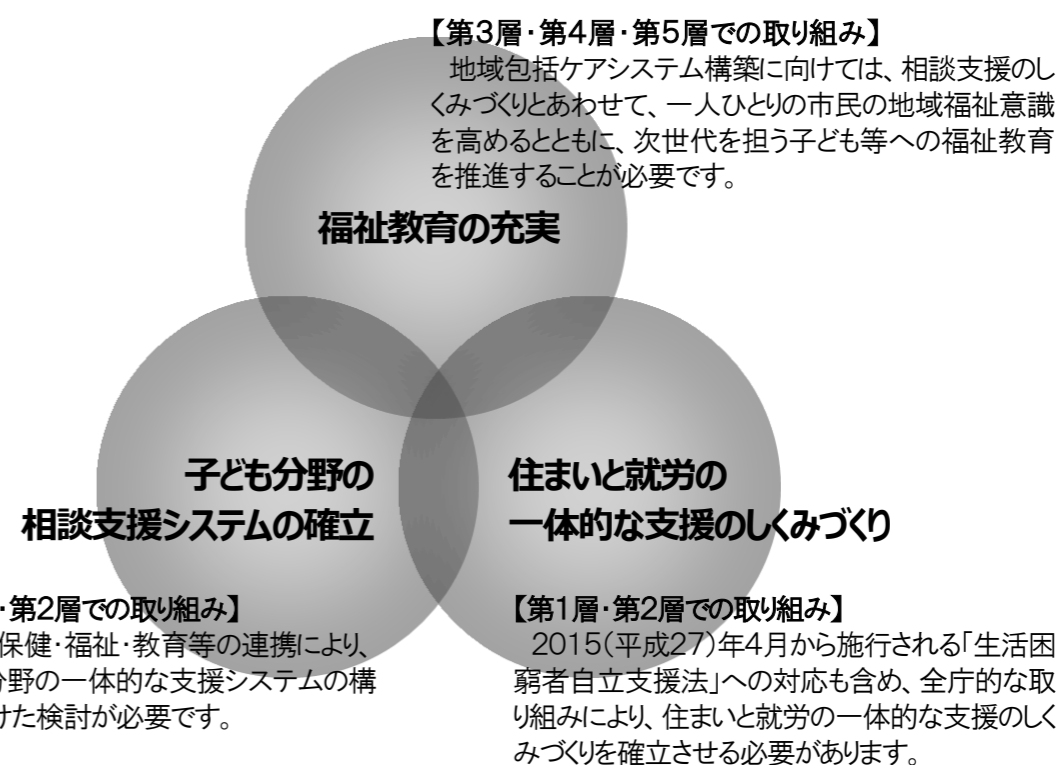 【第3層・第4層・第5層での取り組み】
地域包括ケアシステム構築に向けては、相談支援のし
くみづくりとあわせて、一人ひとりの市民の地域福祉意識
を高めるとともに、次世代を担う子ども等への福祉教育
を推進することが必要です。
福祉教育の充実
子ども分野の
相談支援システムの確立
住まいと就労の
一体的な支援のしくみづくり
・第2層での取り組み】
保健・福祉・教育等の連携により、
分野の一体的な支援システムの構
けた検討が必要です。
【第1層・第2層での取り組み】
2015(平成27)年4月から施行される「生活困
窮者自立支援法」への対応も含め、全庁的な取
り組みにより、住まいと就労の一体的な支援のしく
みづくりを確立させる必要があります。